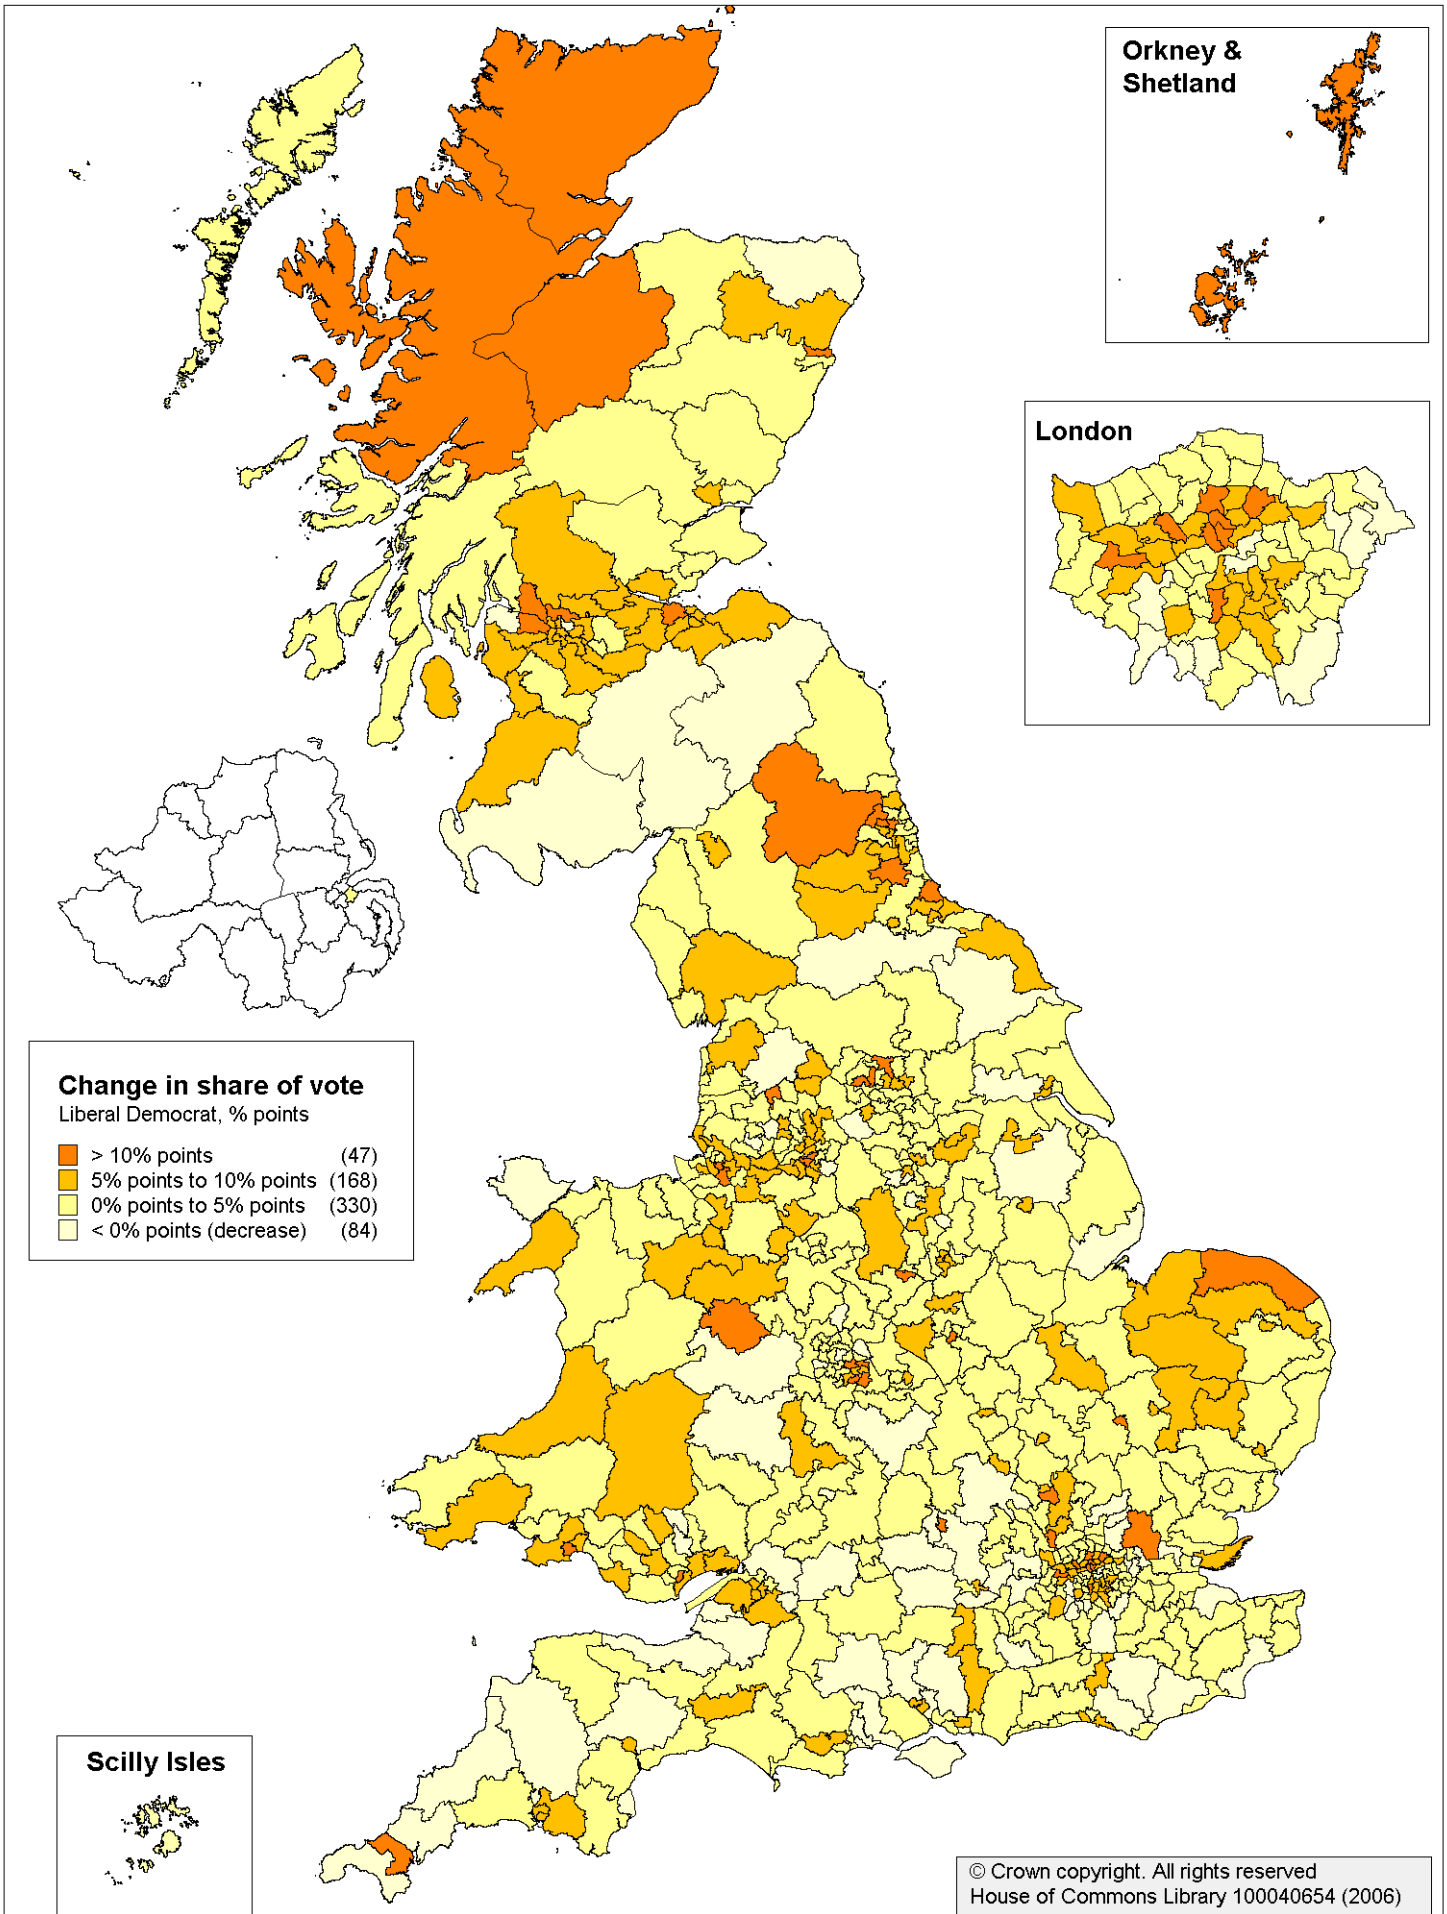 Orkney &
Shetland
London
Change in share of vote
Liberal Democrat, % points
> 10% points (47)
5% points to 10% points (168)
0% points to 5% points (330)
< 0% points (decrease) (84)
Scilly Isles
© Crown copyright. All rights reserved
House of Commons Library 100040654 (2006)